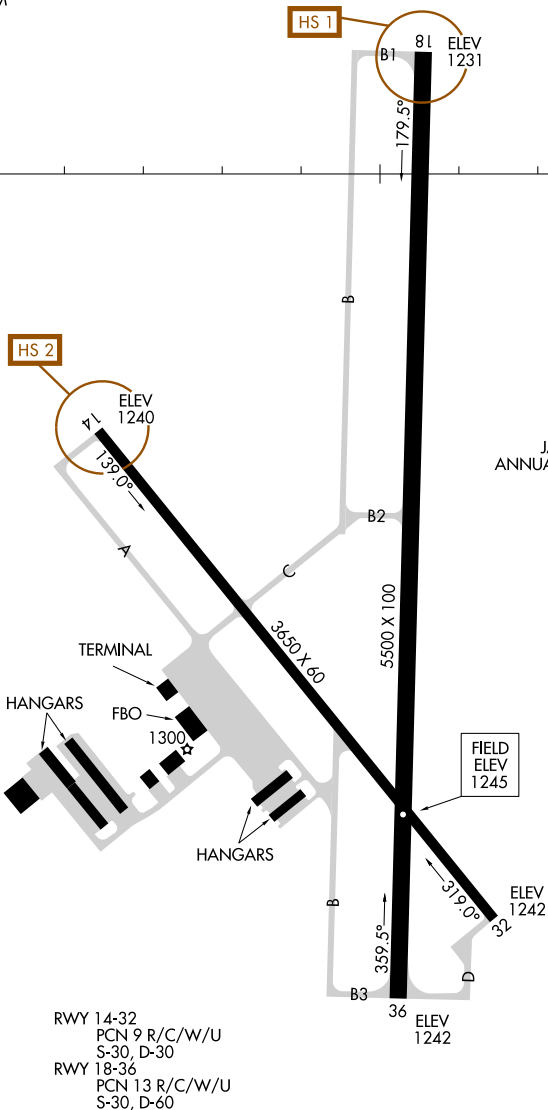 HS 1
18
ELEV
1231
B1
179.5°
B
HS 2
ELEV
1240
14
139.0°
A
B2
C
3650 X 60
5500 X 100
TERMINAL
HANGARS
FBO
1300
FIELD
ELEV
1245
HANGARS
B
319.0°
ELEV
1242
32
359.5°
D
B3
36
ELEV
1242
RWY 14-32
PCN 9 R/C/W/U
S-30, D-30
RWY 18-36
PCN 13 R/C/W/U
S-30, D-60